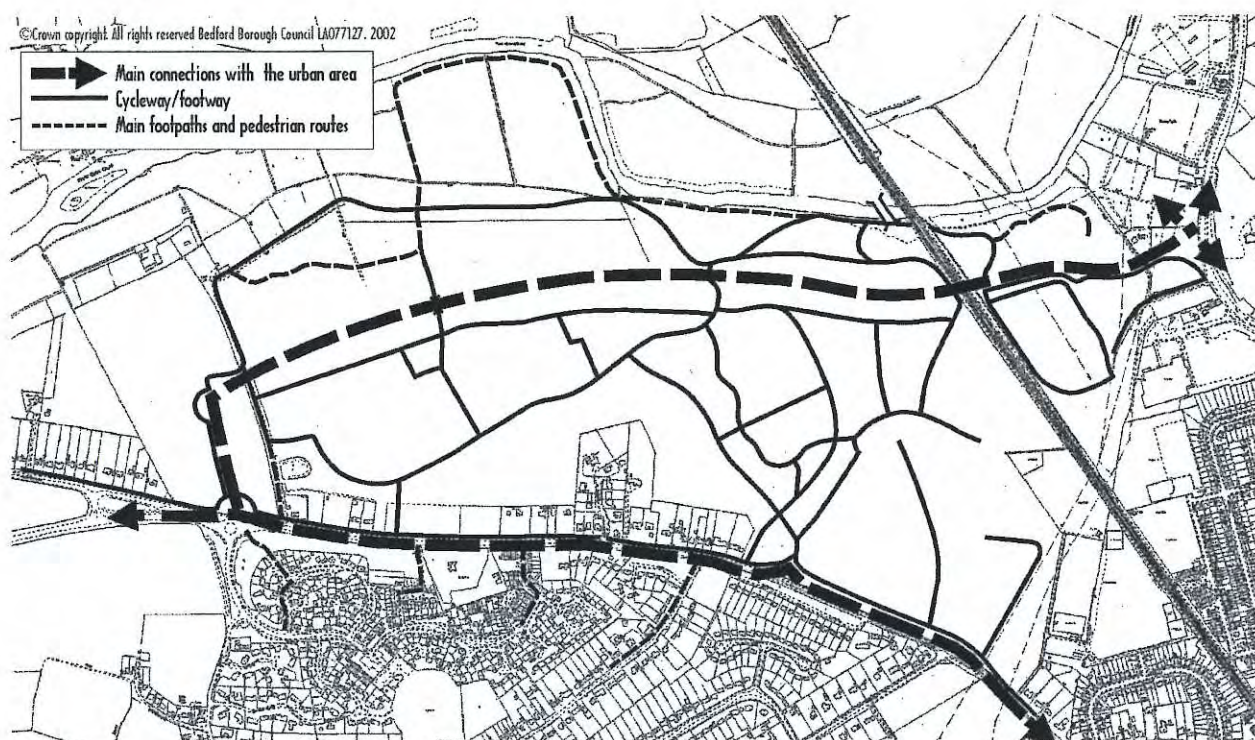 ©Crown copyright. All rights reserved Bedford Borough Council LA077127. 2002
Main connections with the urban area
Cycleway/footway
Main footpaths and pedestrian routes